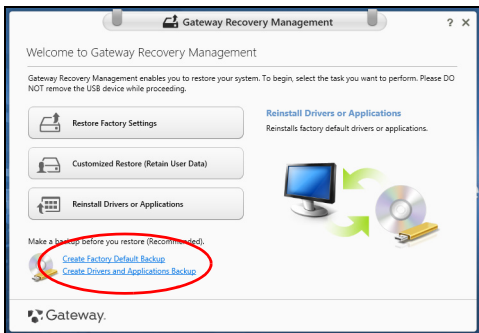 Gateway Recovery Management
? X
Welcome to Gateway Recovery Management
Gateway Recovery Management enables you to restore your system. To begin, select the task you want to perform. Please DO
NOT remove the USB device while proceeding.
Restore Factory Settings
Customized Restore (Retain User Data)
Reinstall Drivers or Applications
Reinstall Drivers or Applications
Reinstalls factory default drivers or applications.
Make a backup before you restore (Recommended).
Create Factory Default Backup
Create Drivers and Applications Backup
Gateway.